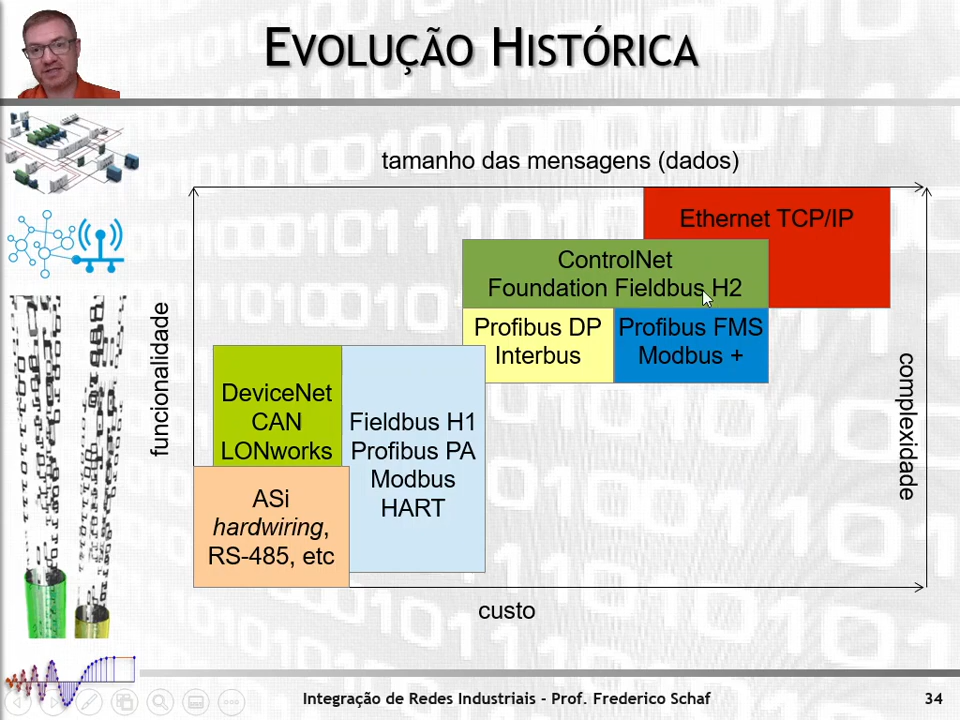 Evolução Histórica
tamanho das mensagens (dados)
Ethernet TCP/IP
ControlNet
Foundation Fieldbus H2
Profibus DP
Interbus
Profibus FMS
Modbus +
funcionalidade
complexidade
DeviceNet
CAN
LONworks
Fieldbus H1
Profibus PA
Modbus
HART
ASi
hardwiring,
RS-485, etc
custo
Integração de Redes Industriais - Prof. Frederico Schaf
34